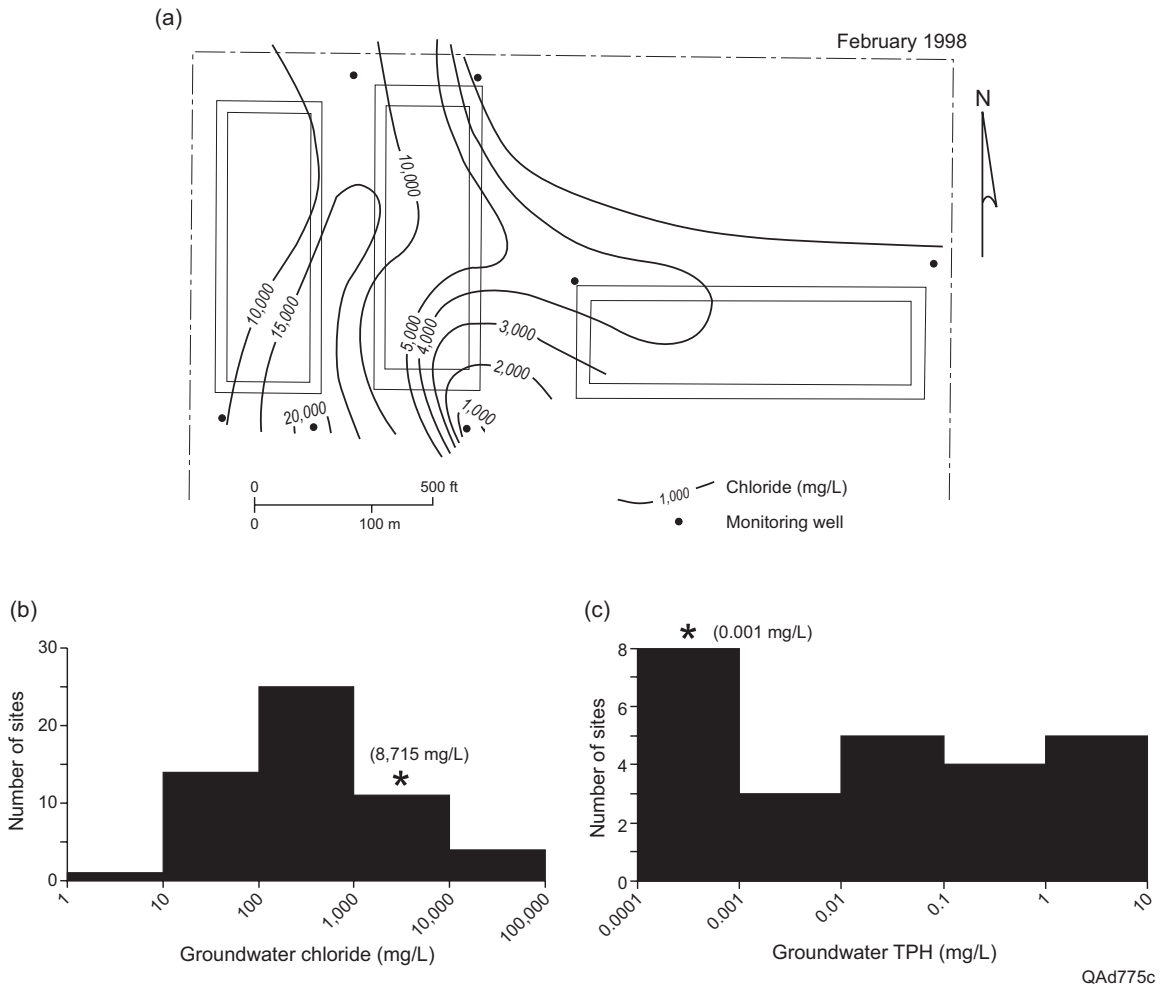 (a)
February 1998
N
10,000
10,000
15,000
5,000
4,000
3,000
2,000
20,000
1,000
0 500 ft
0 100 m
1,000 Chloride (mg/L)
Monitoring well
(b)
30
20
10
0
Number of sites
(8,715 mg/L)
*
1 10 100 1,000 10,000 100,000
Groundwater chloride (mg/L)
(c)
* (0.001 mg/L)
8
6
4
2
0
Number of sites
0.0001 0.001 0.01 0.1 1 10
Groundwater TPH (mg/L)
QAd775c